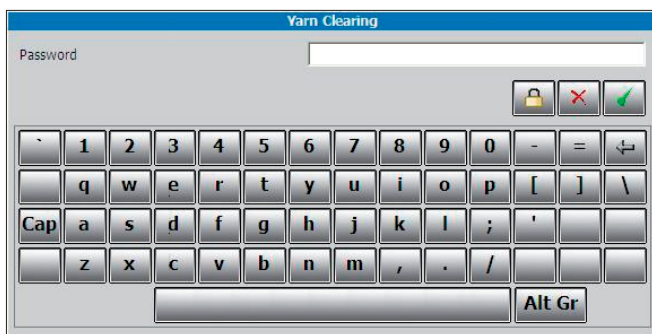 Yarn Clearing
Password
` 1 2 3 4 5 6 7 8 9 0 - =
q w e r t y u i o p [ ] \
Cap a s d f g h j k l ; '
z x c v b n m , . /
Alt Gr